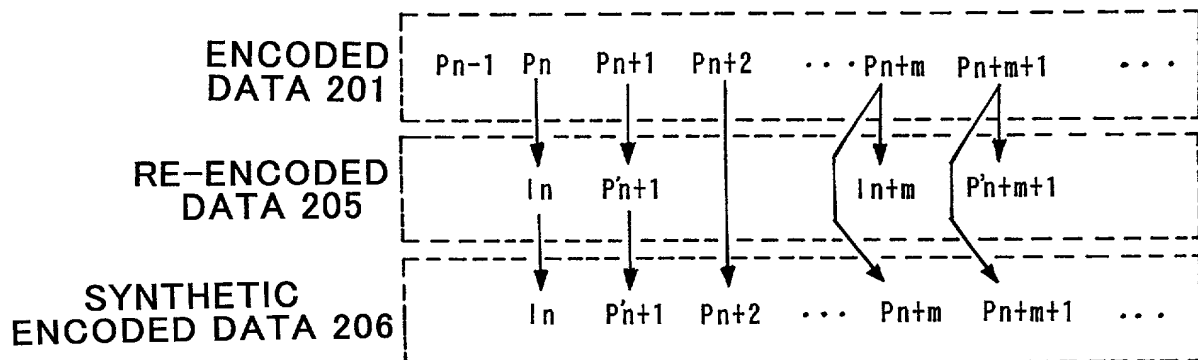 ENCODED
DATA 201
Pn-1 Pn Pn+1 Pn+2 ··· Pn+m Pn+m+1 ···
RE-ENCODED
DATA 205
In P'n+1 In+m P'n+m+1
SYNTHETIC
ENCODED DATA 206
In P'n+1 Pn+2 ··· Pn+m Pn+m+1 ···